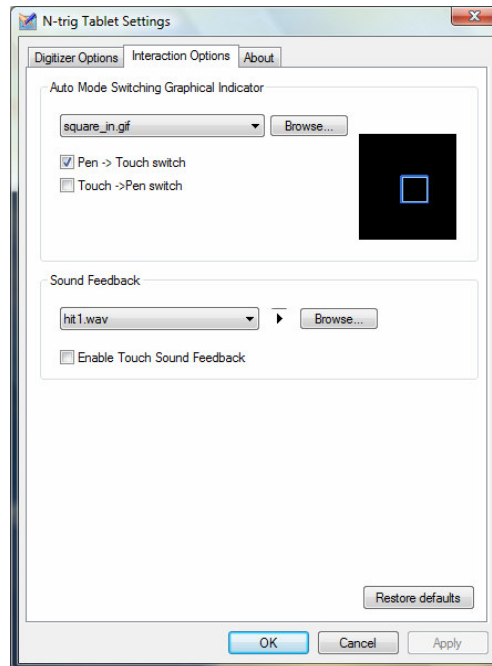 N-trig Tablet Settings
Digitizer Options Interaction Options About
Auto Mode Switching Graphical Indicator
square_in.gif Browse...
Pen -> Touch switch
Touch ->Pen switch
Sound Feedback
hit1.wav Browse...
Enable Touch Sound Feedback
Restore defaults
OK Cancel Apply